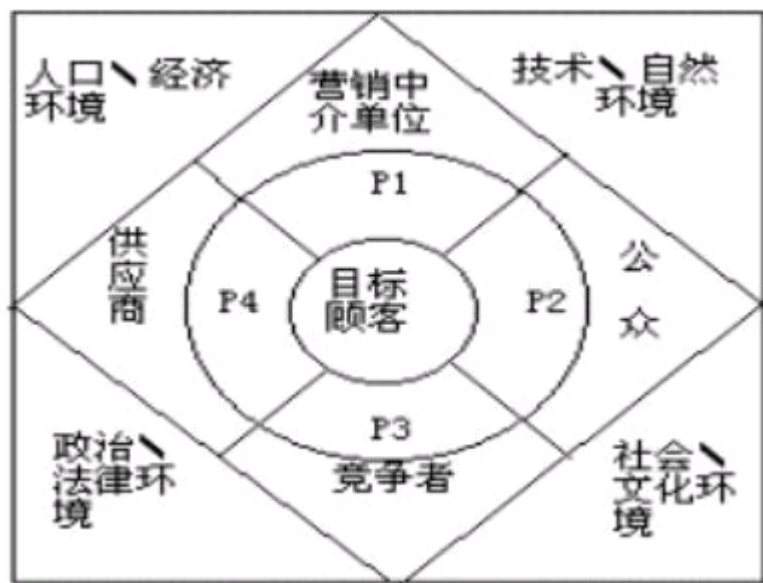 人口、经济
环境
营销中
介单位
技术、自然
环境
P1
供
应
商
P4
目标
顾客
P2
公
众
P3
竞争者
政治、
法律环
境
社会、
文化环
境